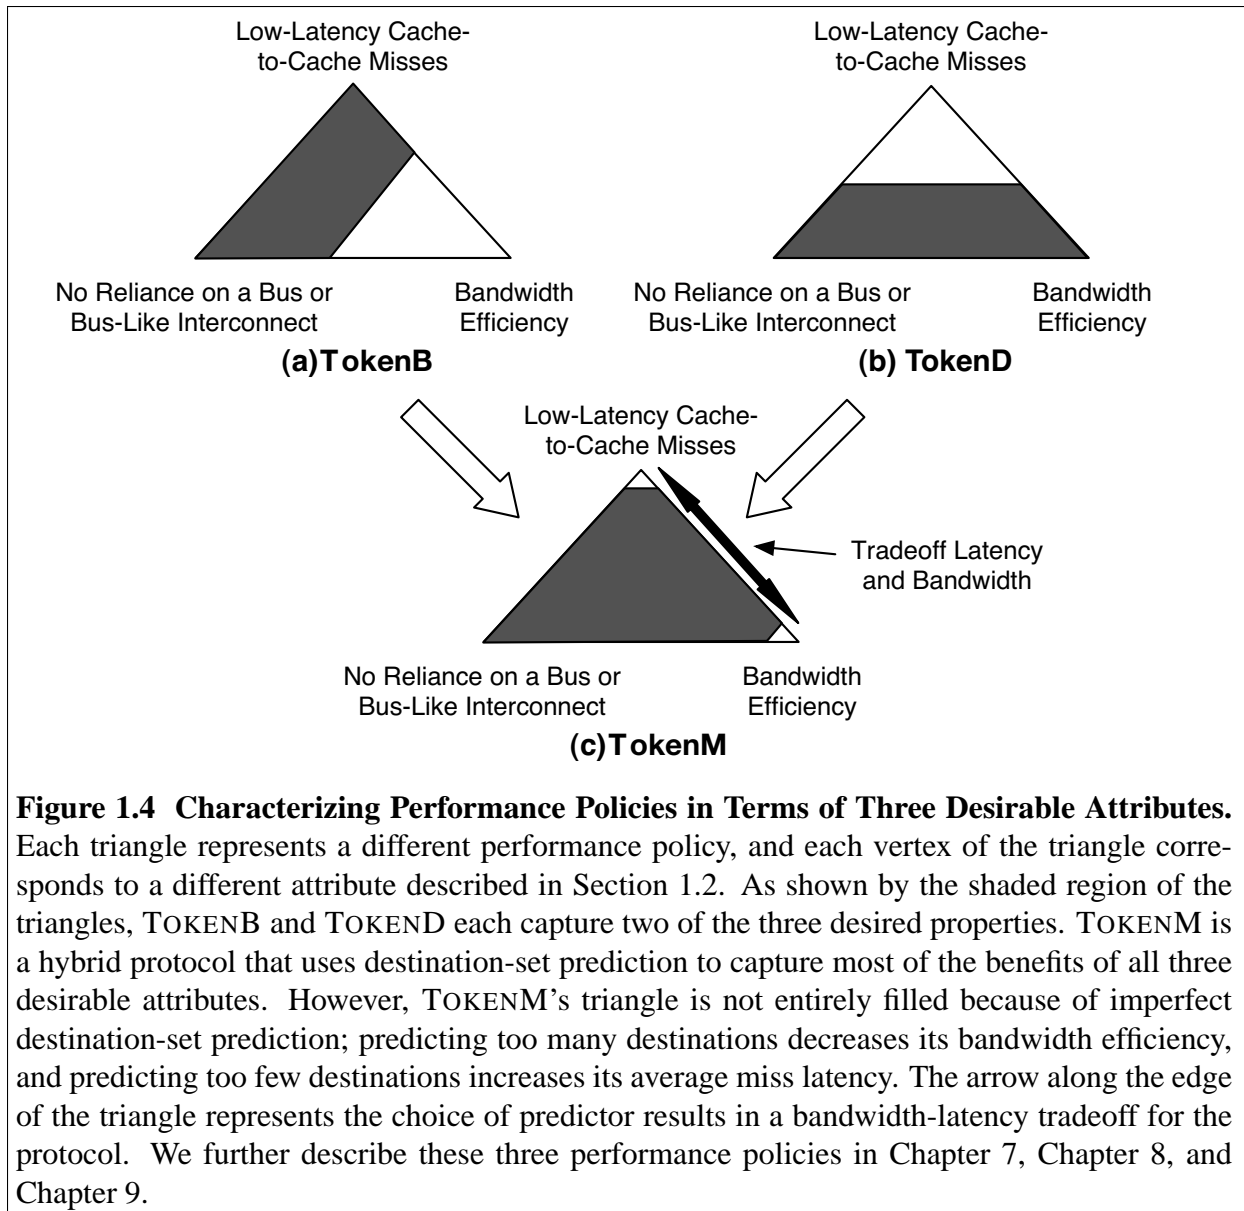 Low-Latency Cache-
to-Cache Misses
No Reliance on a Bus or
Bus-Like Interconnect
Bandwidth
Efficiency
(a)TokenB
Low-Latency Cache-
to-Cache Misses
No Reliance on a Bus or
Bus-Like Interconnect
Bandwidth
Efficiency
(b) TokenD
Low-Latency Cache-
to-Cache Misses
Tradeoff Latency
and Bandwidth
No Reliance on a Bus or
Bus-Like Interconnect
Bandwidth
Efficiency
(c)TokenM
Figure 1.4 Characterizing Performance Policies in Terms of Three Desirable Attributes.
Each triangle represents a different performance policy, and each vertex of the triangle corre-
sponds to a different attribute described in Section 1.2. As shown by the shaded region of the
triangles, TOKENB and TOKEND each capture two of the three desired properties. TOKENM is
a hybrid protocol that uses destination-set prediction to capture most of the benefits of all three
desirable attributes. However, TOKENM's triangle is not entirely filled because of imperfect
destination-set prediction; predicting too many destinations decreases its bandwidth efficiency,
and predicting too few destinations increases its average miss latency. The arrow along the edge
of the triangle represents the choice of predictor results in a bandwidth-latency tradeoff for the
protocol. We further describe these three performance policies in Chapter 7, Chapter 8, and
Chapter 9.